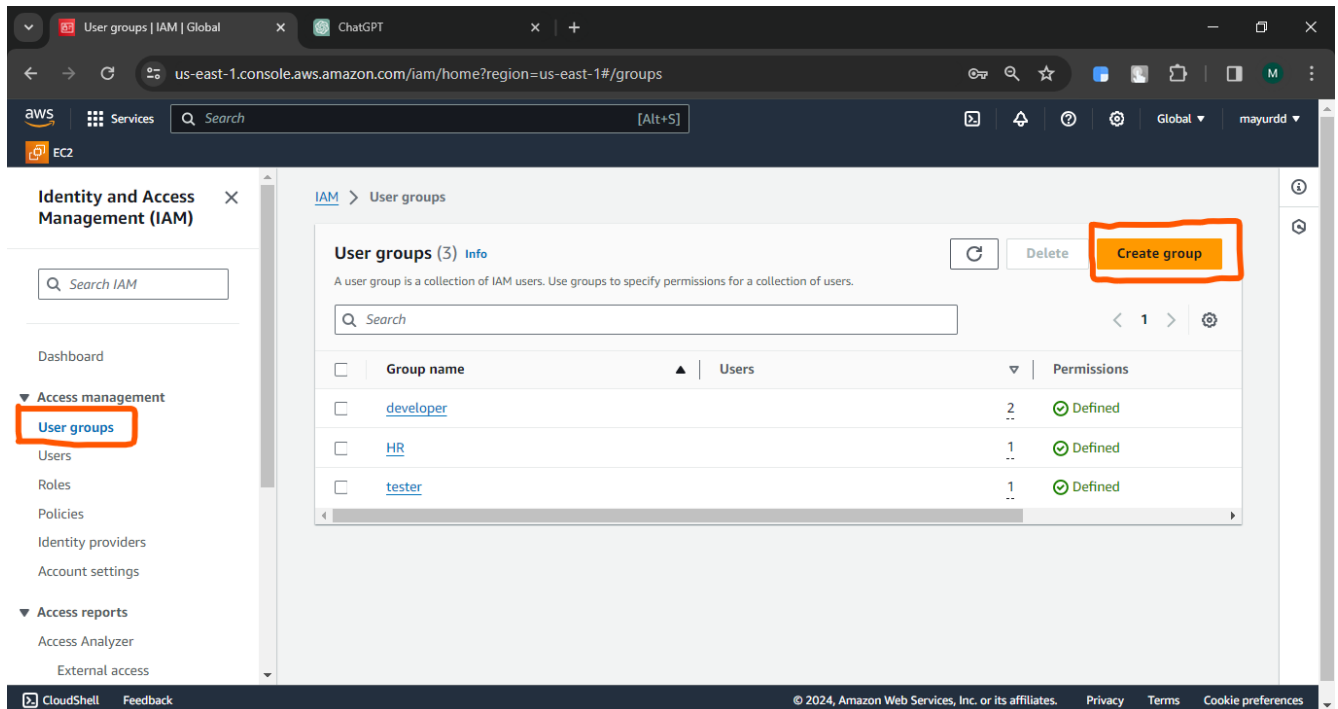 User groups | IAM | Global
ChatGPT
us-east-1.console.aws.amazon.com/iam/home?region=us-east-1#/groups
M
aws
Services
Search
[Alt+S]
Global
mayurdd
EC2
Identity and Access
Management (IAM)
Search IAM
Dashboard
Access management
User groups
Users
Roles
Policies
Identity providers
Account settings
Access reports
Access Analyzer
External access
IAM > User groups
User groups (3) Info
Delete
Create group
A user group is a collection of IAM users. Use groups to specify permissions for a collection of users.
Search
1
Group name Users Permissions
developer 2 Defined
HR 1 Defined
tester 1 Defined
CloudShell Feedback
© 2024, Amazon Web Services, Inc. or its affiliates. Privacy Terms Cookie preferences